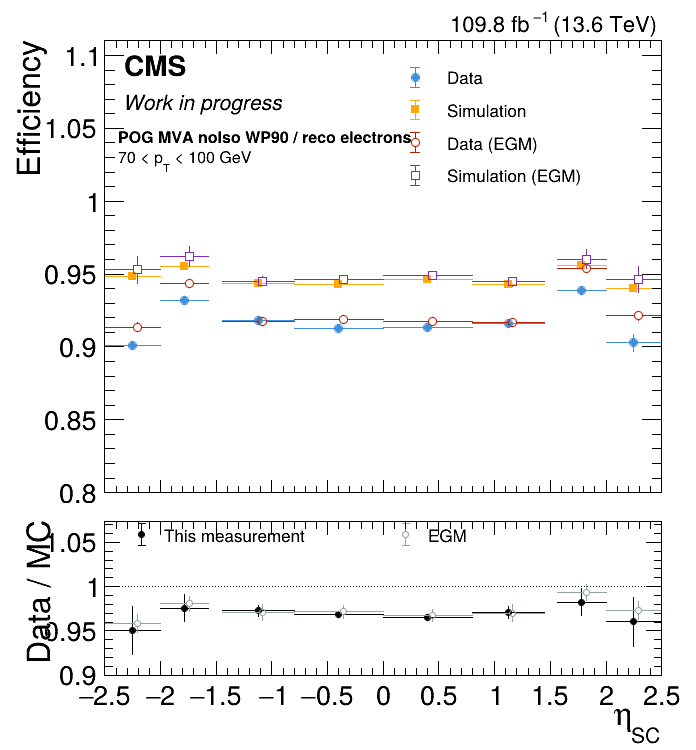 109.8 fb⁻¹ (13.6 TeV)
Efficiency
1.1
1.05
1
0.95
0.9
0.85
0.8
CMS
Work in progress
POG MVA noIso WP90 / reco electrons
70 < p_T < 100 GeV
Data
Simulation
Data (EGM)
Simulation (EGM)
Data / MC
This measurement
EGM
1.05
1
0.95
0.9
−2.5 −2 −1.5 −1 −0.5 0 0.5 1 1.5 2 2.5
η_SC